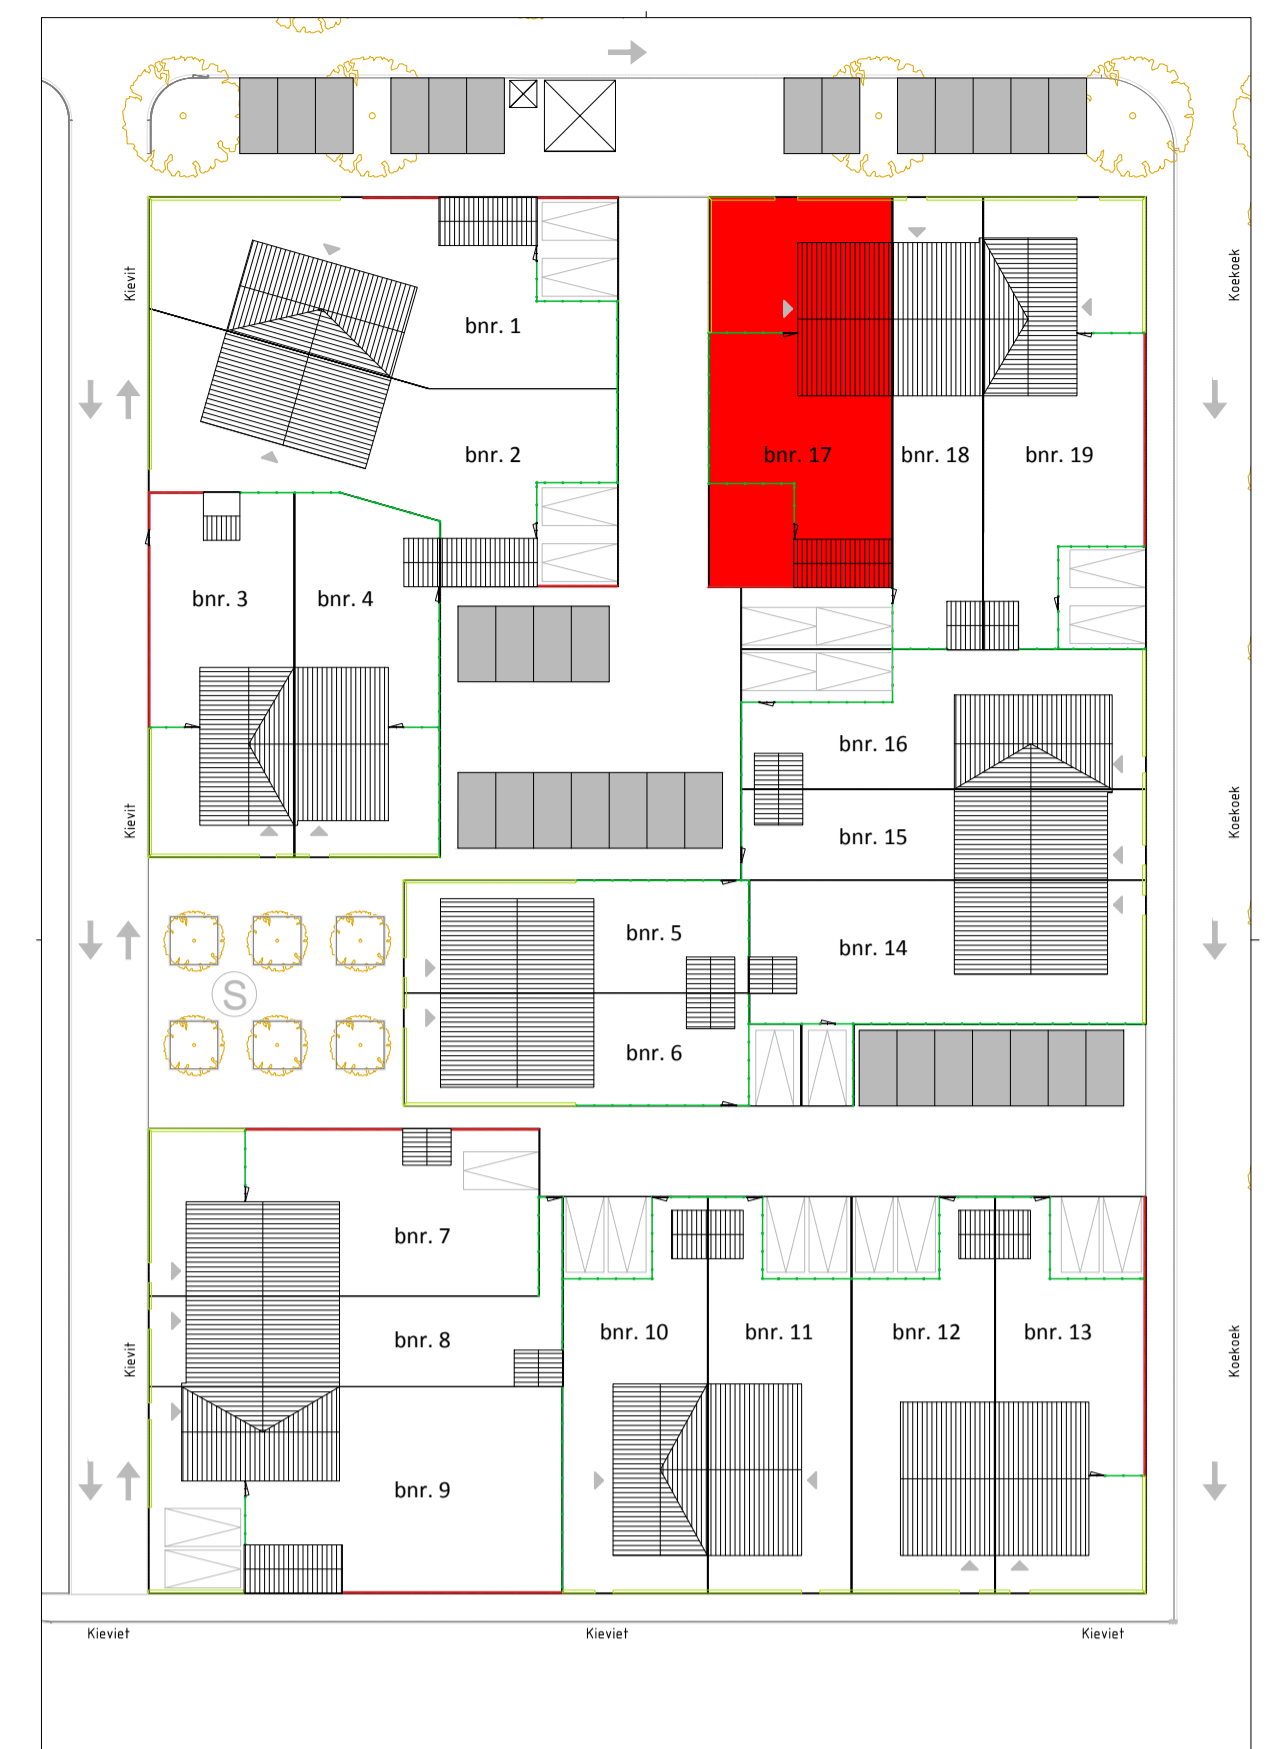 Kievit
Koekoek
bnr. 1
bnr. 2
bnr. 17
bnr. 18
bnr. 19
bnr. 3
bnr. 4
bnr. 16
Kievit
Koekoek
bnr. 15
bnr. 5
bnr. 14
S
bnr. 6
bnr. 7
bnr. 8
bnr. 10
bnr. 11
bnr. 12
bnr. 13
Kievit
Koekoek
bnr. 9
Kieviet
Kieviet
Kieviet